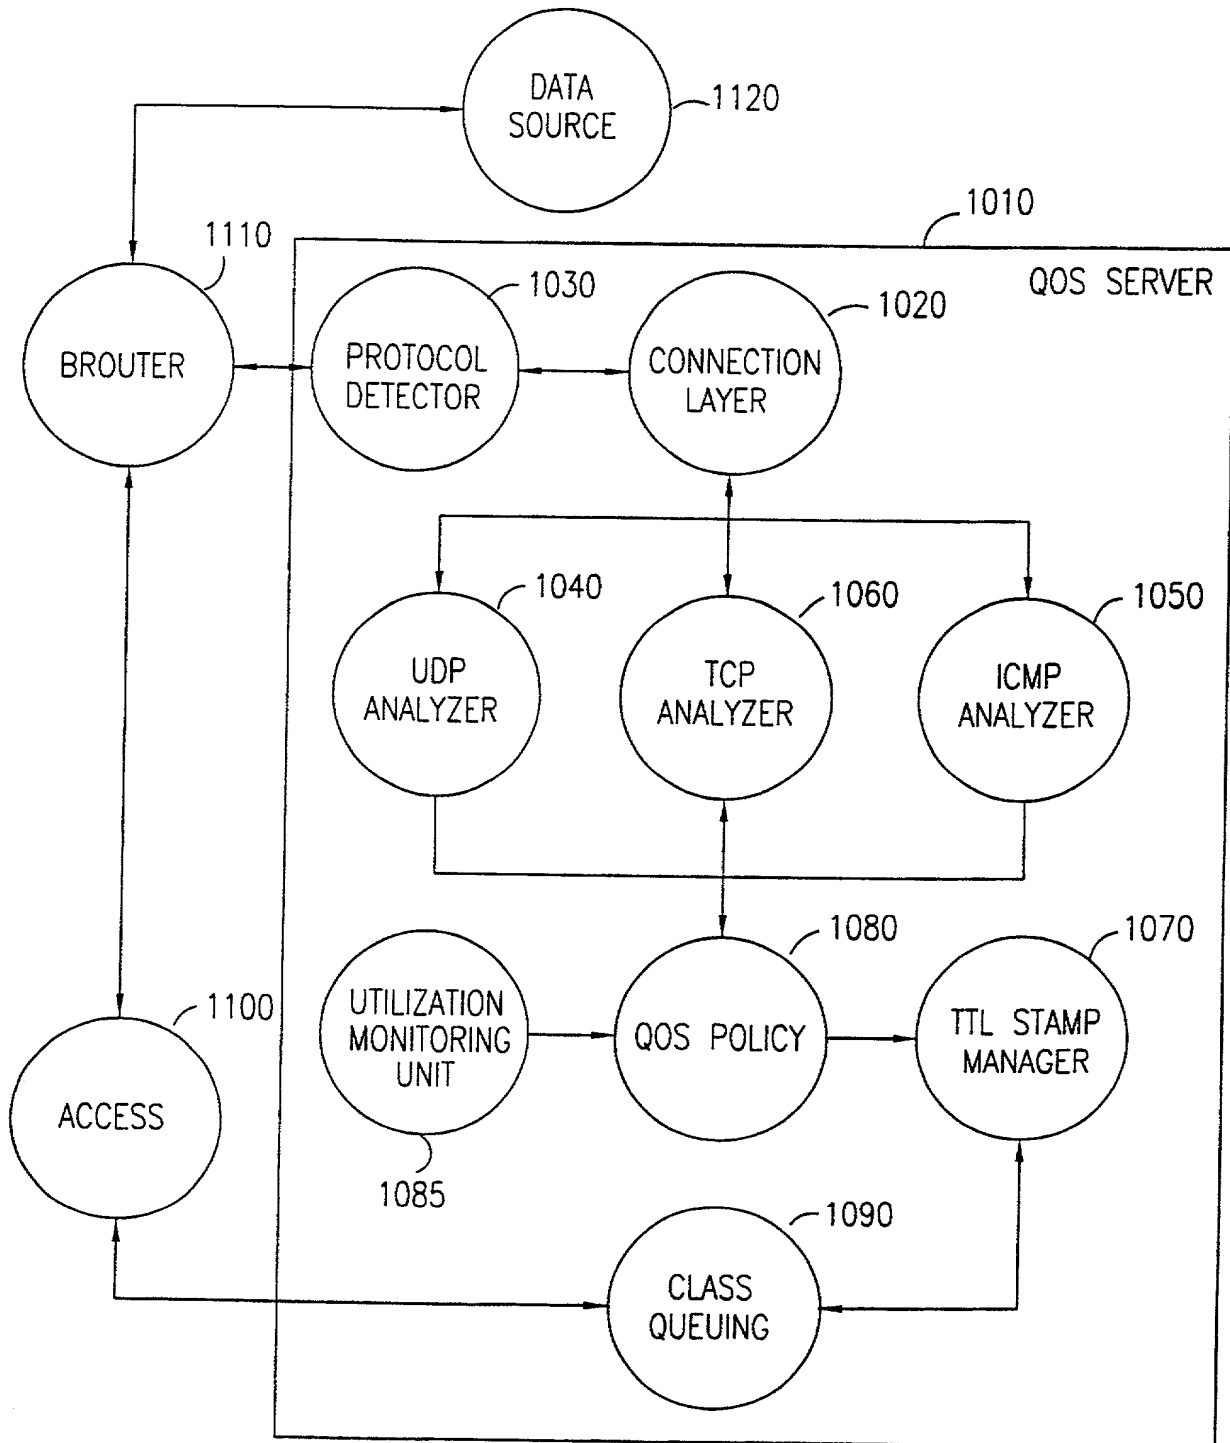 DATA
SOURCE
1120
1010
1110
QOS SERVER
1030
1020
BROUTER
PROTOCOL
DETECTOR
CONNECTION
LAYER
1040
1060
1050
UDP
ANALYZER
TCP
ANALYZER
ICMP
ANALYZER
1080
1070
1100
UTILIZATION
MONITORING
UNIT
QOS POLICY
TTL STAMP
MANAGER
ACCESS
1085
1090
CLASS
QUEUING